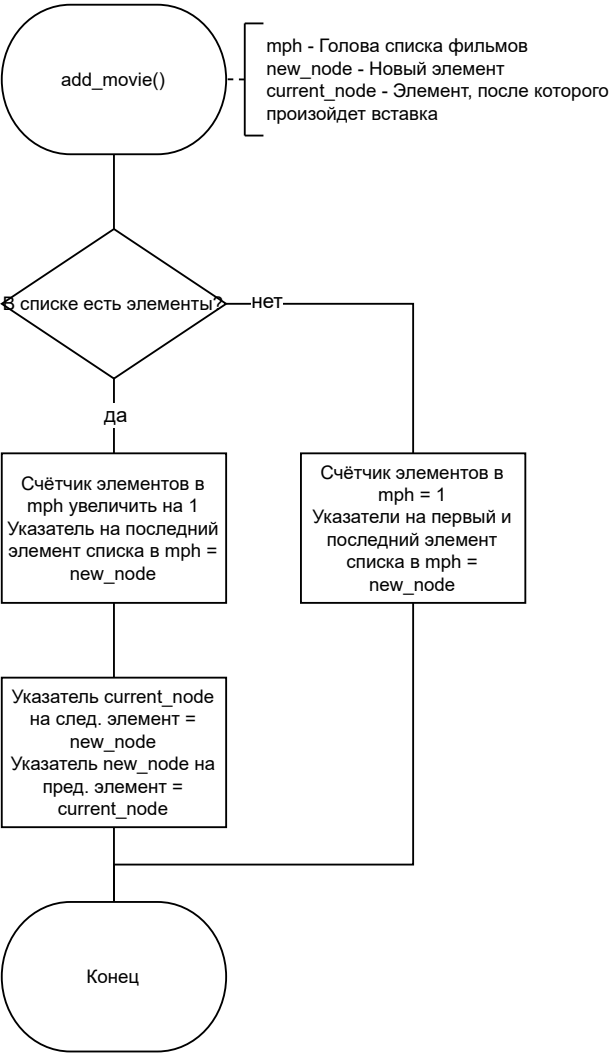 add_movie()
mph - Голова списка фильмов
new_node - Новый элемент
current_node - Элемент, после которого
произойдет вставка
В списке есть элементы?
нет
да
Счётчик элементов в
mph увеличить на 1
Указатель на последний
элемент списка в mph =
new_node
Счётчик элементов в
mph = 1
Указатели на первый и
последний элемент
списка в mph =
new_node
Указатель current_node
на след. элемент =
new_node
Указатель new_node на
пред. элемент =
current_node
Конец